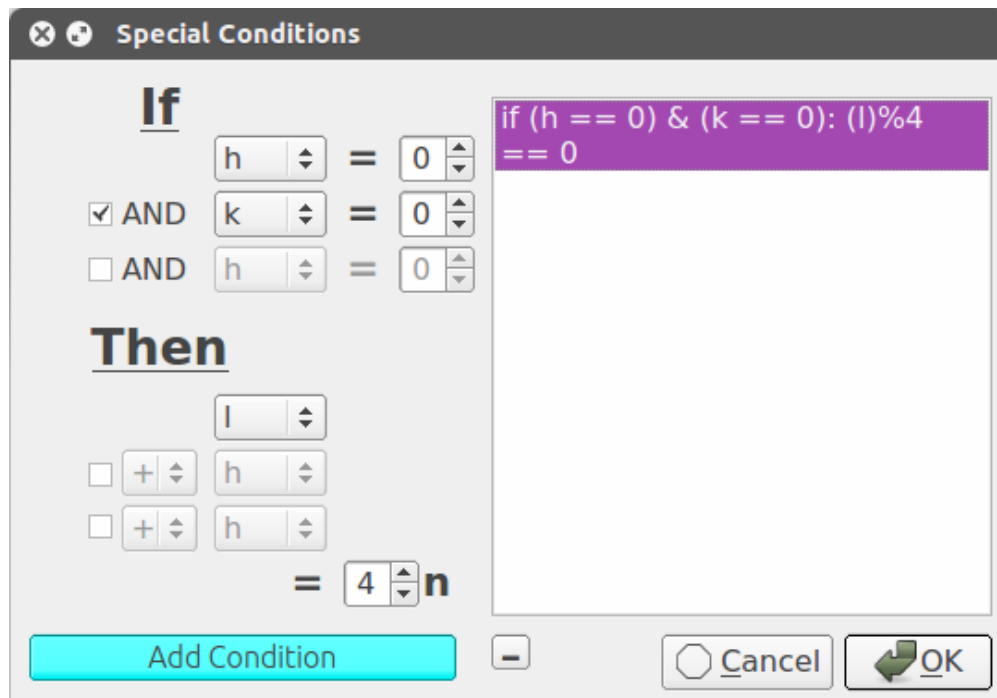 Special Conditions
If
h = 0
AND k = 0
AND h = 0
Then
l
+ h
+ h
= 4 n
Add Condition
if (h == 0) & (k == 0): (l)%4
== 0
–
Cancel
OK